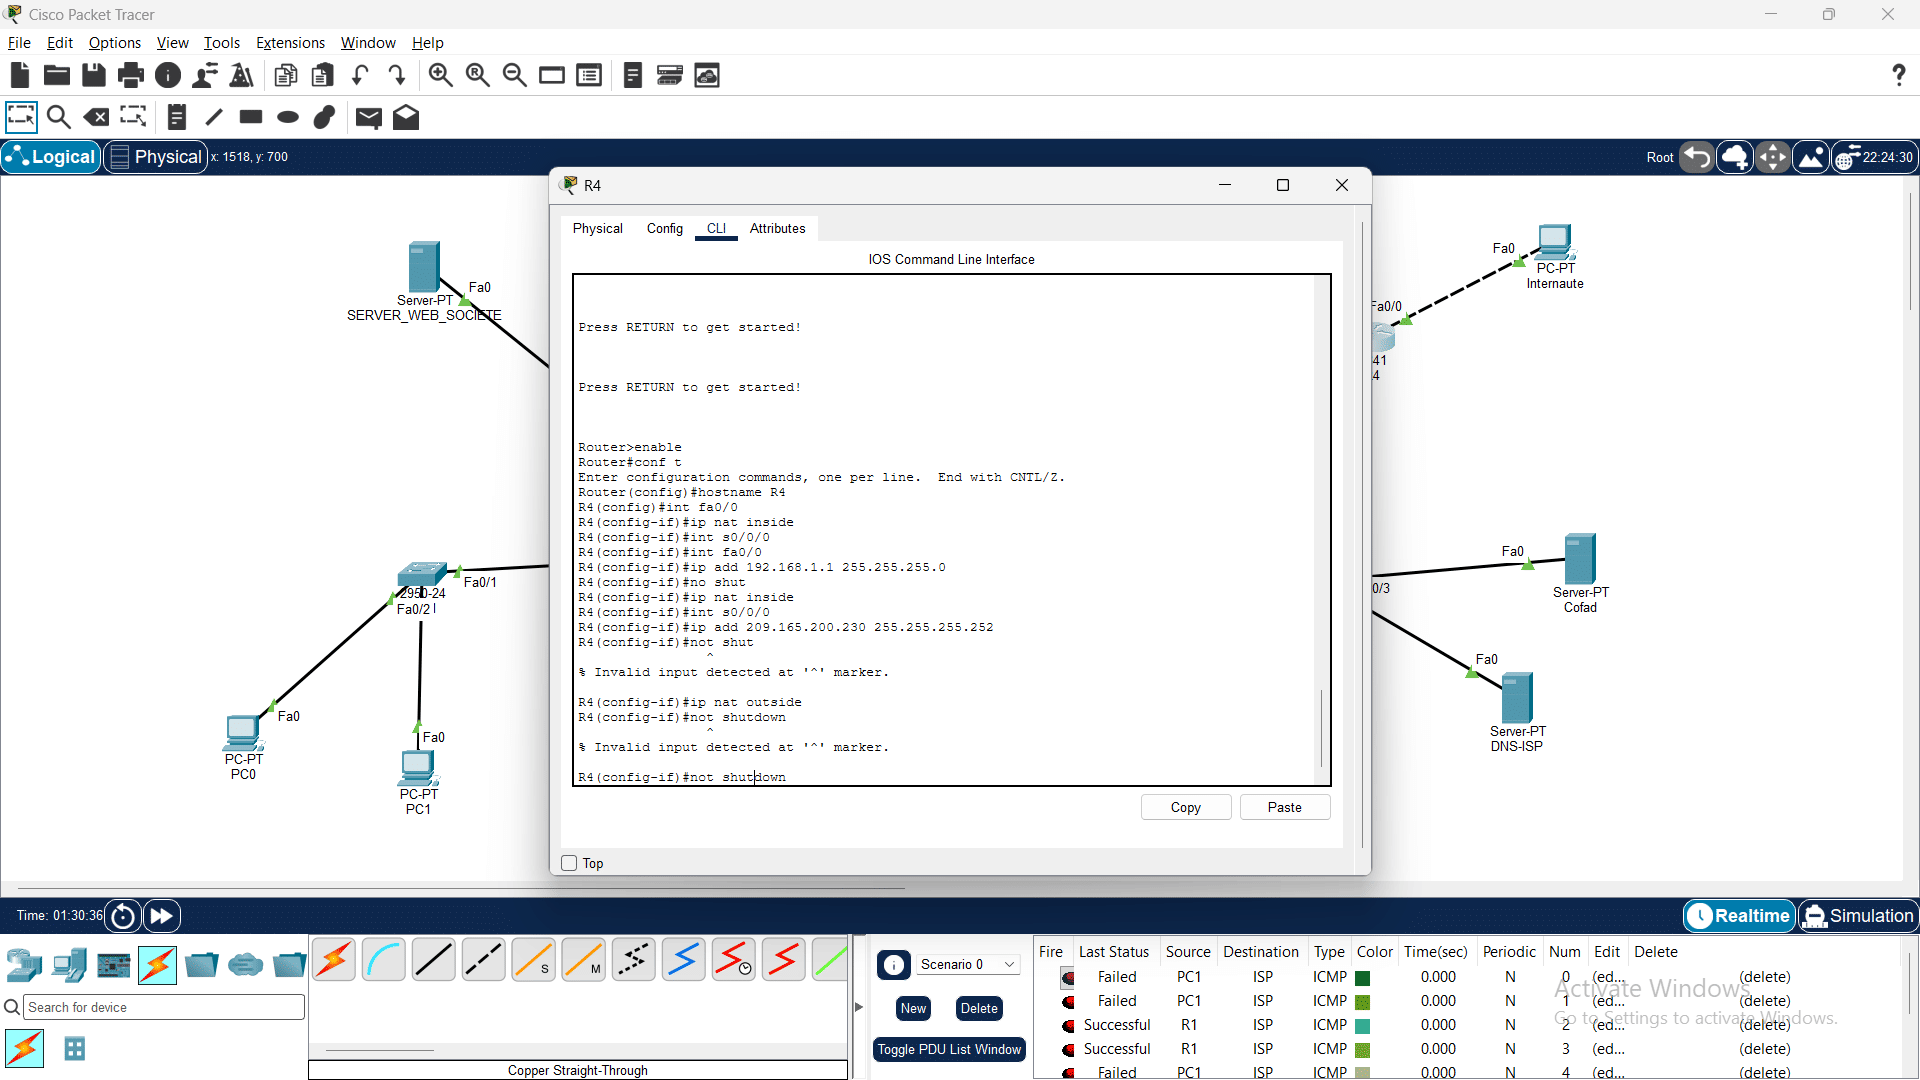 Cisco Packet Tracer
File Edit Options View Tools Extensions Window Help
Logical Physical x: 1518, y: 700 Root 22:24:30
R4
Physical Config CLI Attributes
IOS Command Line Interface
Press RETURN to get started!
Press RETURN to get started!
Router>enable
Router#conf t
Enter configuration commands, one per line. End with CNTL/Z.
Router(config)#hostname R4
R4(config)#int fa0/0
R4(config-if)#ip nat inside
R4(config-if)#int s0/0/0
R4(config-if)#int fa0/0
R4(config-if)#ip add 192.168.1.1 255.255.255.0
R4(config-if)#no shut
R4(config-if)#ip nat inside
R4(config-if)#int s0/0/0
R4(config-if)#ip add 209.165.200.230 255.255.255.252
R4(config-if)#not shut
^
% Invalid input detected at '^' marker.
R4(config-if)#ip nat outside
R4(config-if)#not shutdown
^
% Invalid input detected at '^' marker.
R4(config-if)#not shutdown
Copy Paste
Top
Fa0
Server-PT
SERVER_WEB_SOCIETE
Fa0/1
2950-24
Fa0/2
Fa0
PC-PT
PC0
Fa0
PC-PT
PC1
Fa0
PC-PT
Internaute
Fa0/0
41
4
Fa0
0/3
Server-PT
Cofad
Fa0
Server-PT
DNS-ISP
Time: 01:30:36 Realtime Simulation
Search for device
S M
Copper Straight-Through
Scenario 0
New Delete
Toggle PDU List Window
Fire Last Status Source Destination Type Color Time(sec) Periodic Num Edit Delete
Failed PC1 ISP ICMP 0.000 N 0 (ed... (delete)
Failed PC1 ISP ICMP 0.000 N 1 (ed... (delete)
Successful R1 ISP ICMP 0.000 N 2 (ed... (delete)
Successful R1 ISP ICMP 0.000 N 3 (ed... (delete)
Failed PC1 ISP ICMP 0.000 N 4 (ed... (delete)
Activate Windows
Go to Settings to activate Windows.